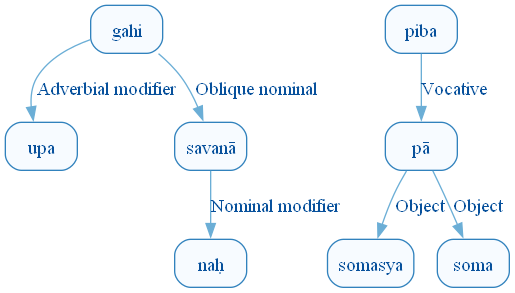 gahi piba
Adverbial modifier Oblique nominal Vocative
upa savanā pā
Nominal modifier Object Object
naḥ somasya soma